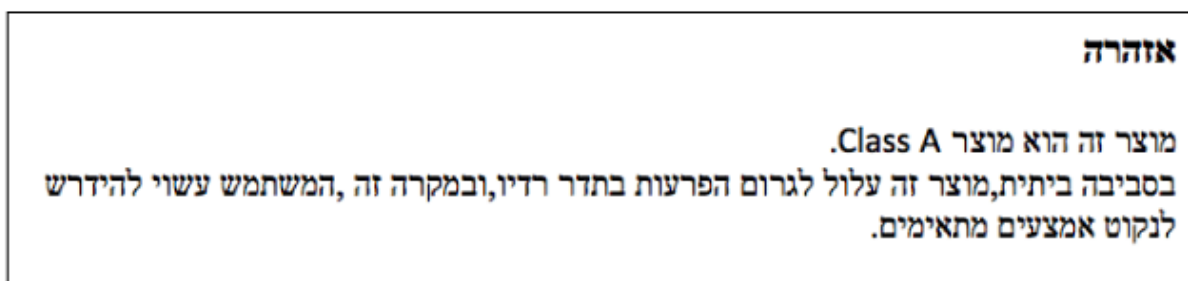 אזהרה
מוצר זה הוא מוצר Class A.
בסביבה ביתית,מוצר זה עלול לגרום הפרעות בתדר רדיו,ובמקרה זה ,המשתמש עשוי להידרש
לנקוט אמצעים מתאימים.